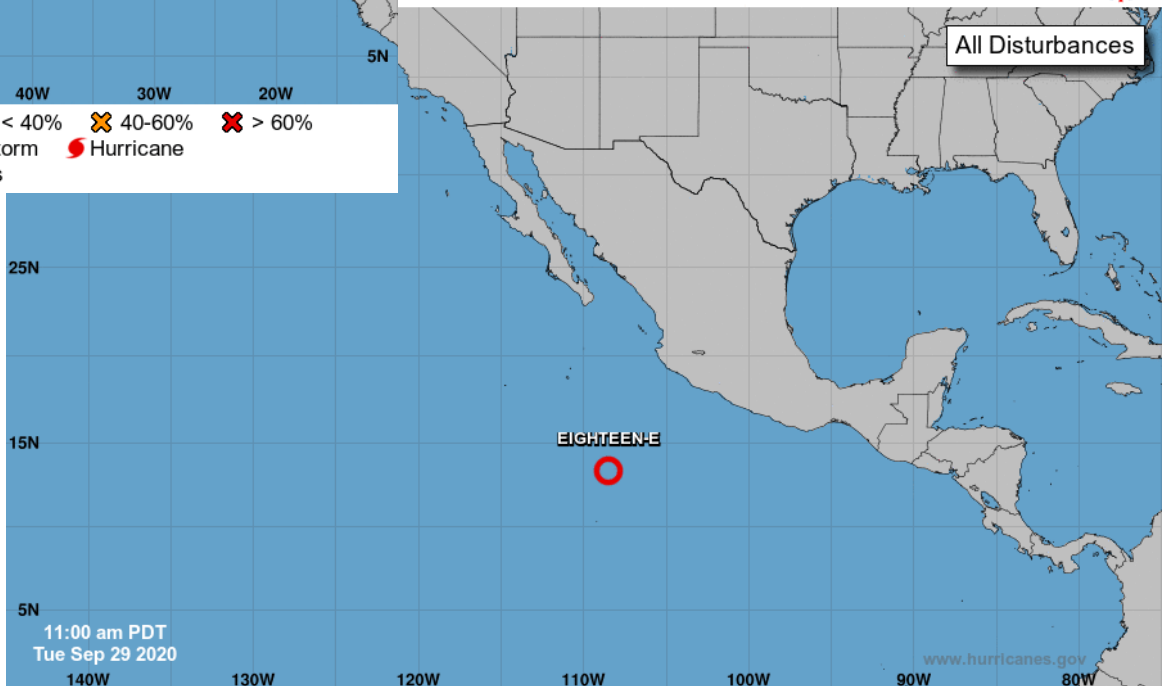 All Disturbances
5N
40W 30W 20W
< 40% 40-60% > 60%
orm Hurricane
s
25N
15N
EIGHTEEN-E
5N
11:00 am PDT
Tue Sep 29 2020
www.hurricanes.gov
140W 130W 120W 110W 100W 90W 80W